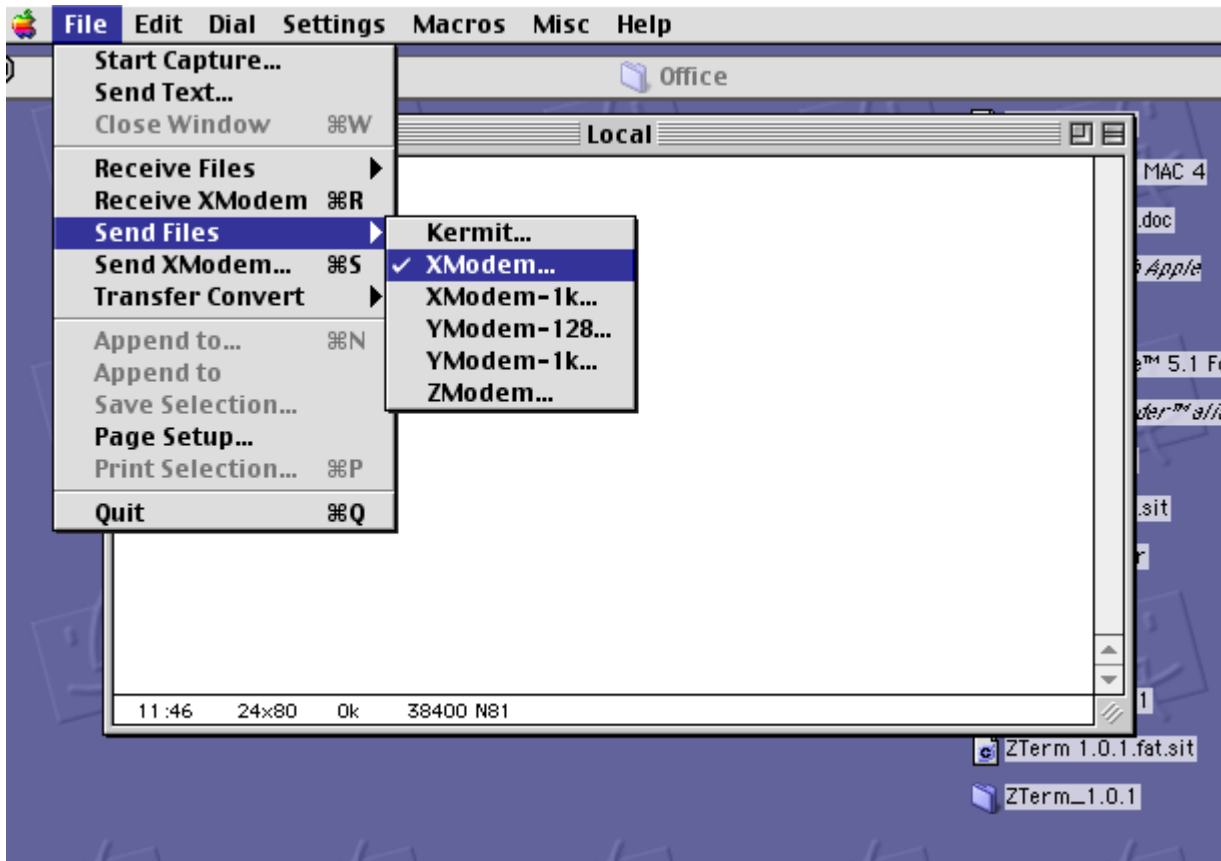 File Edit Dial Settings Macros Misc Help
Office
Start Capture...
Send Text...
Close Window ⌘W
Receive Files
Receive XModem ⌘R
Send Files
Send XModem... ⌘S
Transfer Convert
Append to... ⌘N
Append to
Save Selection...
Page Setup...
Print Selection... ⌘P
Quit ⌘Q
Kermit...
✓ XModem...
XModem-1k...
YModem-128...
YModem-1k...
ZModem...
Local
11:46 24x80 0k 38400 N81
MAC 4
.doc
Apple
™ 5.1
.sit
1
ZTerm 1.0.1.fat.sit
ZTerm_1.0.1